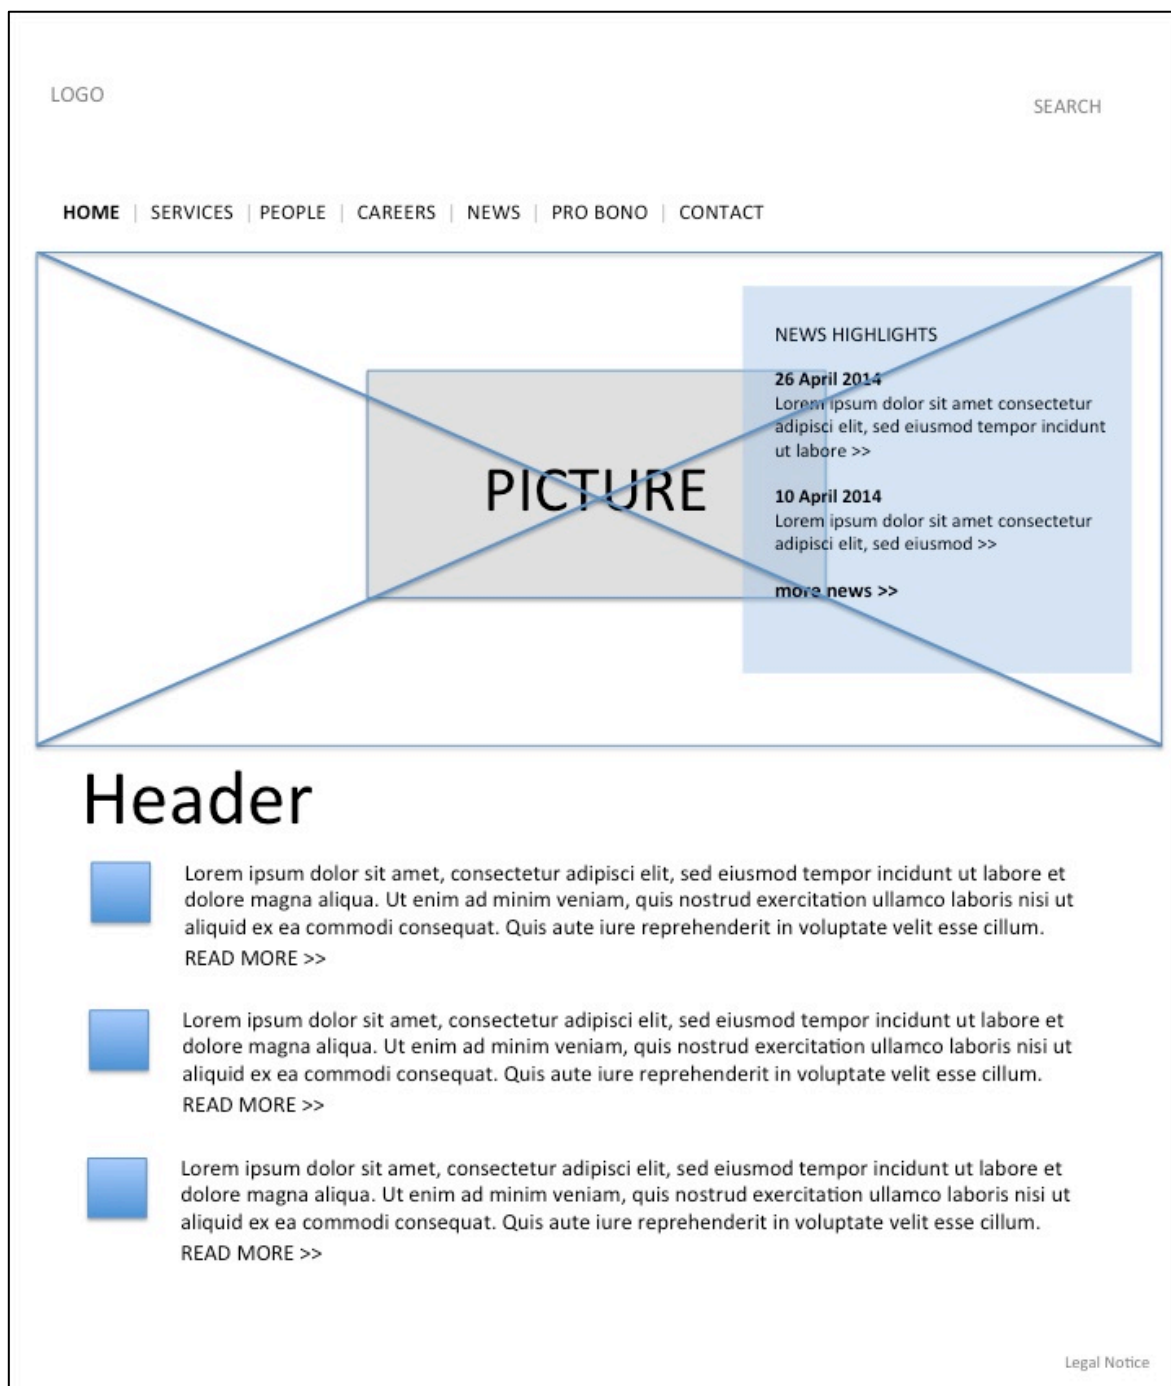 LOGO
SEARCH
HOME | SERVICES | PEOPLE | CAREERS | NEWS | PRO BONO | CONTACT
PICTURE
NEWS HIGHLIGHTS
26 April 2014
Lorem ipsum dolor sit amet consectetur
adipisci elit, sed eiusmod tempor incidunt
ut labore >>
10 April 2014
Lorem ipsum dolor sit amet consectetur
adipisci elit, sed eiusmod >>
more news >>
Header
Lorem ipsum dolor sit amet, consectetur adipisci elit, sed eiusmod tempor incidunt ut labore et
dolore magna aliqua. Ut enim ad minim veniam, quis nostrud exercitation ullamco laboris nisi ut
aliquid ex ea commodi consequat. Quis aute iure reprehenderit in voluptate velit esse cillum.
READ MORE >>
Lorem ipsum dolor sit amet, consectetur adipisci elit, sed eiusmod tempor incidunt ut labore et
dolore magna aliqua. Ut enim ad minim veniam, quis nostrud exercitation ullamco laboris nisi ut
aliquid ex ea commodi consequat. Quis aute iure reprehenderit in voluptate velit esse cillum.
READ MORE >>
Lorem ipsum dolor sit amet, consectetur adipisci elit, sed eiusmod tempor incidunt ut labore et
dolore magna aliqua. Ut enim ad minim veniam, quis nostrud exercitation ullamco laboris nisi ut
aliquid ex ea commodi consequat. Quis aute iure reprehenderit in voluptate velit esse cillum.
READ MORE >>
Legal Notice